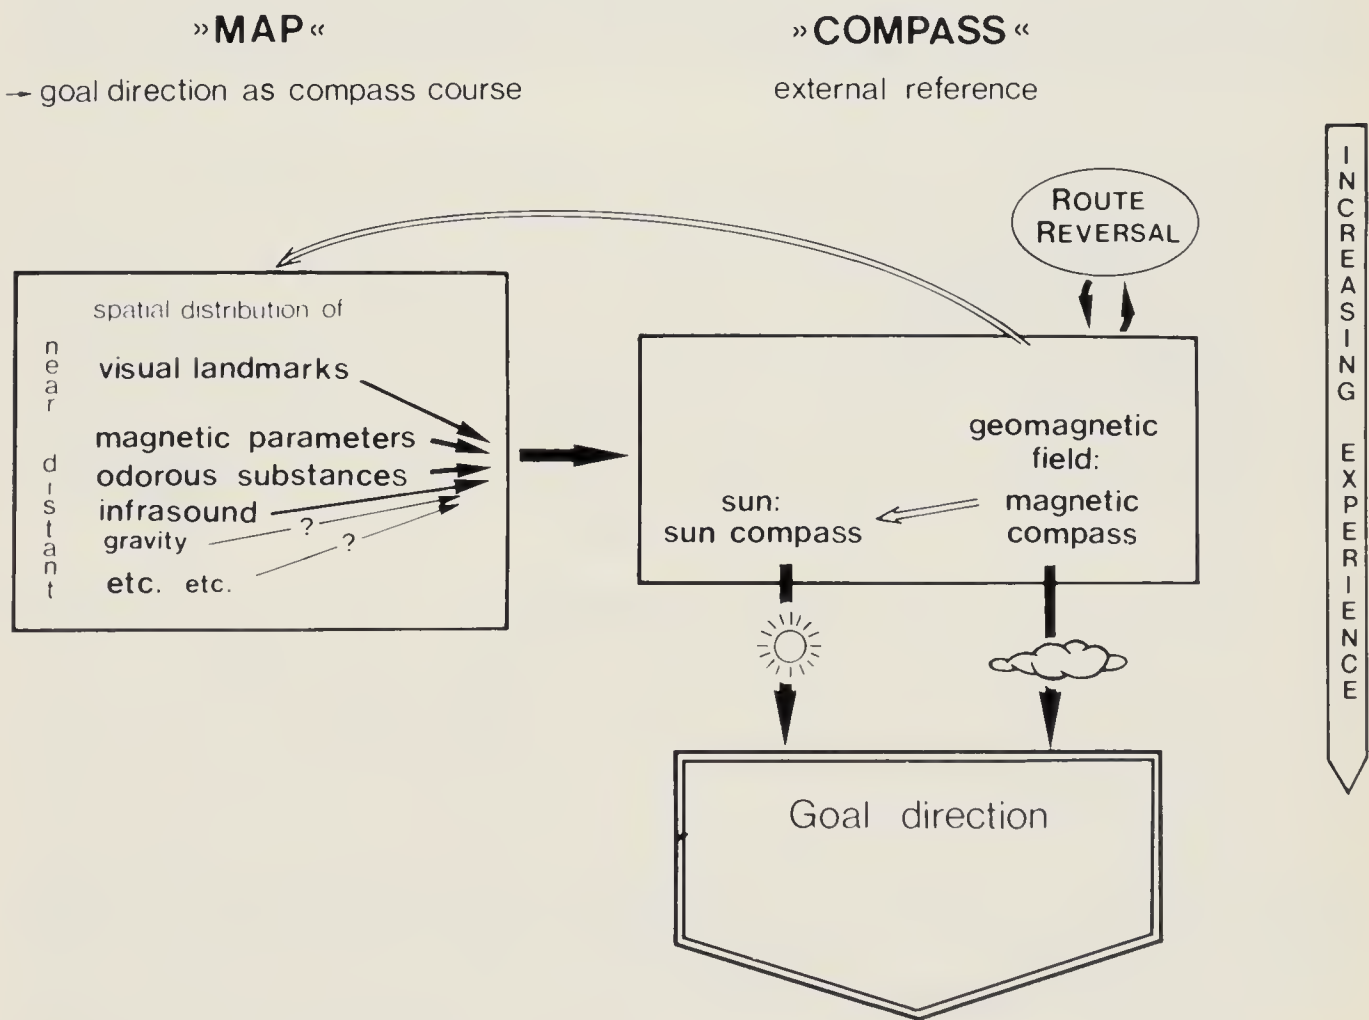 »MAP«
→ goal direction as compass course
»COMPASS«
external reference
ROUTE
REVERSAL
spatial distribution of
near
distant
visual landmarks
magnetic parameters
odorous substances
infrasound
gravity
?
?
etc. etc.
geomagnetic
field:
sun:
sun compass
magnetic
compass
Goal direction
INCREASING EXPERIENCE